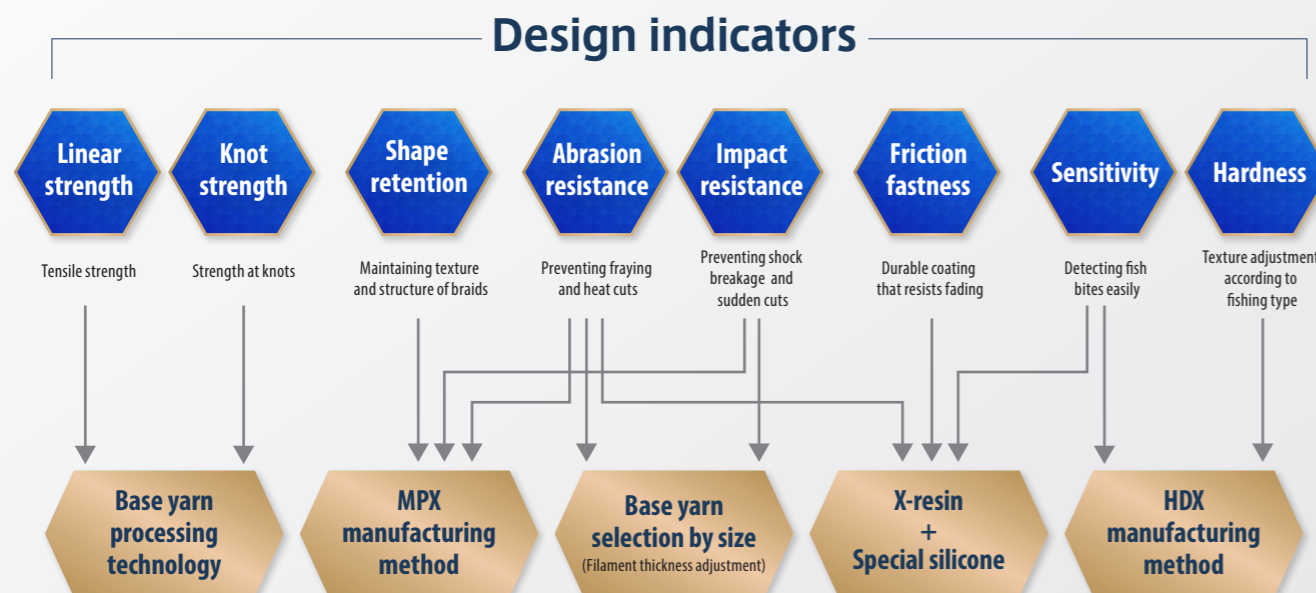 Design indicators
Linear
strength
Knot
strength
Shape
retention
Abrasion
resistance
Impact
resistance
Friction
fastness
Sensitivity
Hardness
Tensile strength
Strength at knots
Maintaining texture
and structure of braids
Preventing fraying
and heat cuts
Preventing shock
breakage and
sudden cuts
Durable coating
that resists fading
Detecting fish
bites easily
Texture adjustment
according to
fishing type
Base yarn
processing
technology
MPX
manufacturing
method
Base yarn
selection by size
(Filament thickness adjustment)
X-resin
+
Special silicone
HDX
manufacturing
method